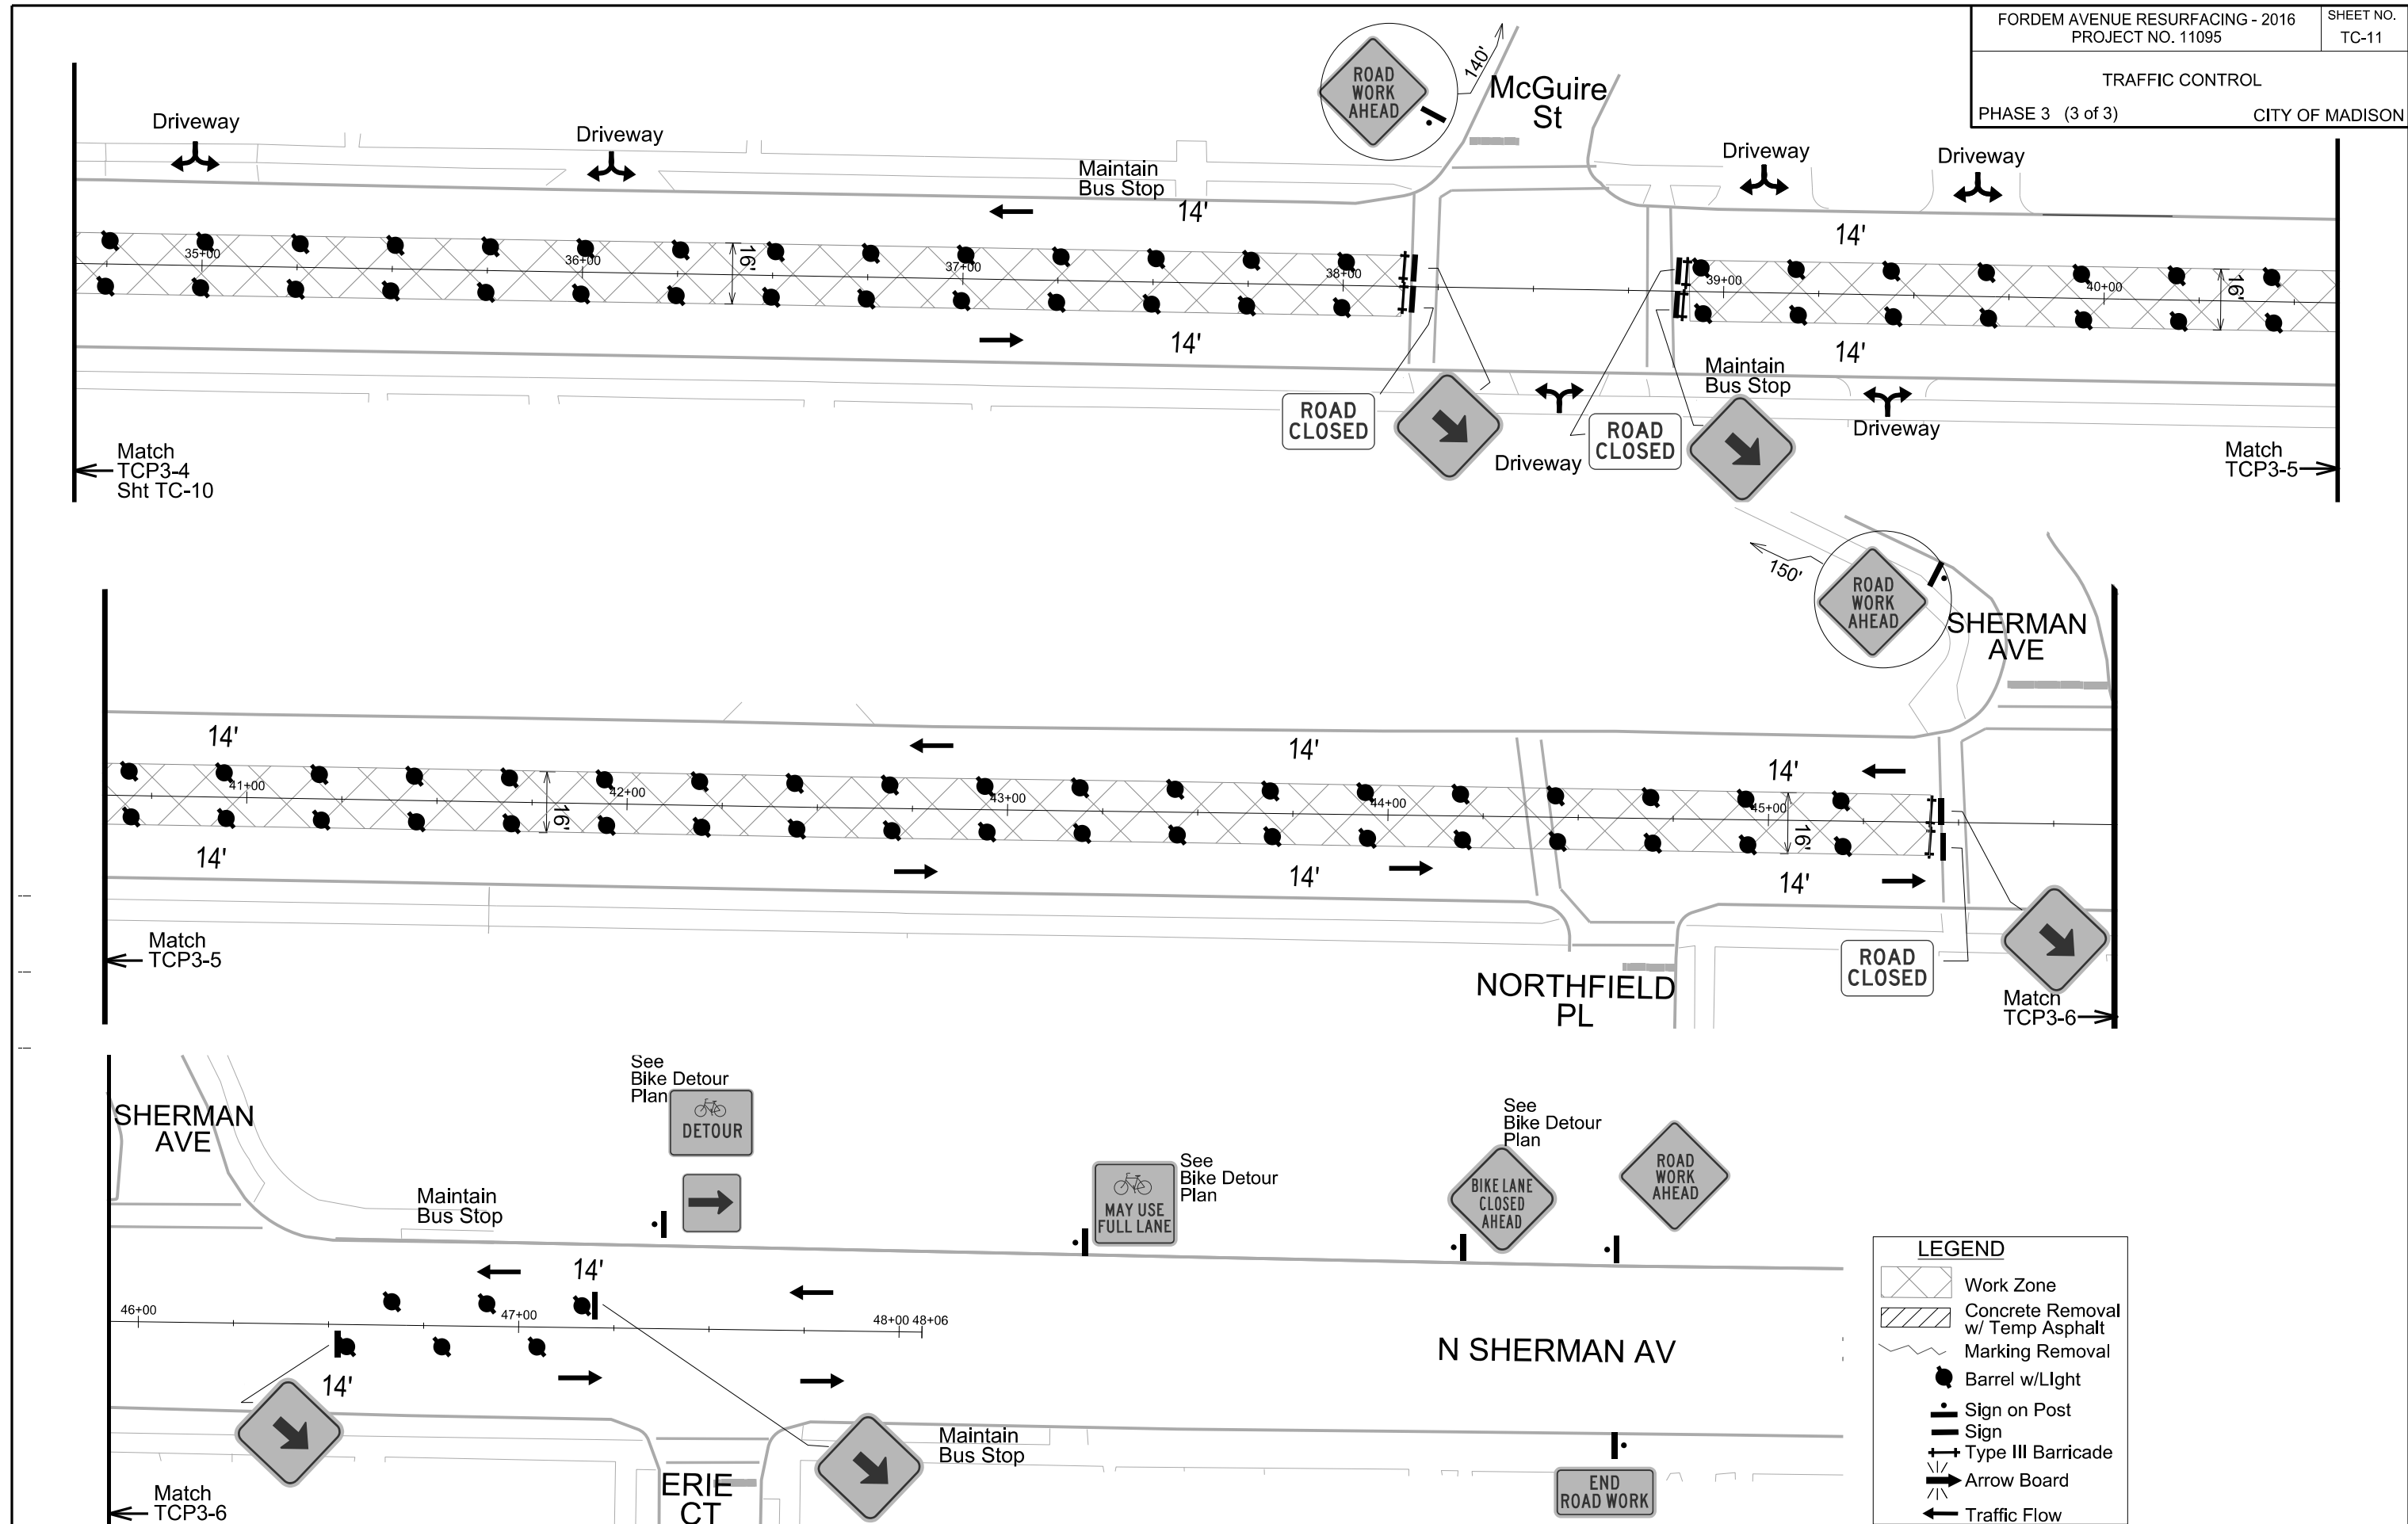 FORDEM AVENUE RESURFACING - 2016
PROJECT NO. 11095
SHEET NO.
TC-11
TRAFFIC CONTROL
PHASE 3 (3 of 3)
CITY OF MADISON
ROAD
WORK
AHEAD
140'
McGuire
St
Driveway
Driveway
Maintain
Bus Stop
Driveway
Driveway
14'
14'
35+00
36+00
16'
37+00
38+00
39+00
40+00
16'
14'
14'
Maintain
Bus Stop
ROAD
CLOSED
ROAD
CLOSED
Driveway
Driveway
Match
TCP3-4
Sht TC-10
Match
TCP3-5
150'
ROAD
WORK
AHEAD
SHERMAN
AVE
14'
14'
14'
41+00
16'
42+00
43+00
44+00
45+00
16'
14'
14'
14'
Match
TCP3-5
NORTHFIELD
PL
ROAD
CLOSED
Match
TCP3-6
SHERMAN
AVE
See
Bike Detour
Plan
DETOUR
Maintain
Bus Stop
See
Bike Detour
Plan
MAY USE
FULL LANE
See
Bike Detour
Plan
BIKE LANE
CLOSED
AHEAD
ROAD
WORK
AHEAD
14'
46+00
47+00
48+00 48+06
N SHERMAN AV
14'
Maintain
Bus Stop
ERIE
CT
END
ROAD WORK
Match
TCP3-6
LEGEND
Work Zone
Concrete Removal
w/ Temp Asphalt
Marking Removal
Barrel w/LIght
Sign on Post
Sign
Type III Barricade
Arrow Board
Traffic Flow